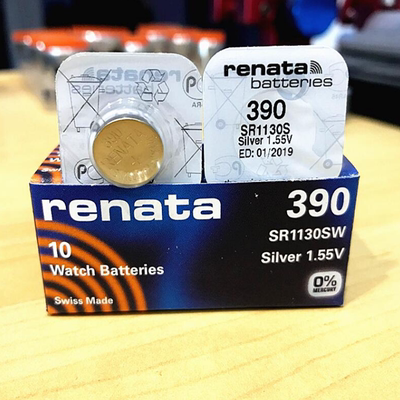 renata
batteries
390
SR1130S
Silver 1.55V
ED: 01/2019
RENATA
renata
390
SR1130SW
Silver 1.55V
10
Watch Batteries
0%
MERCURY
Swiss Made